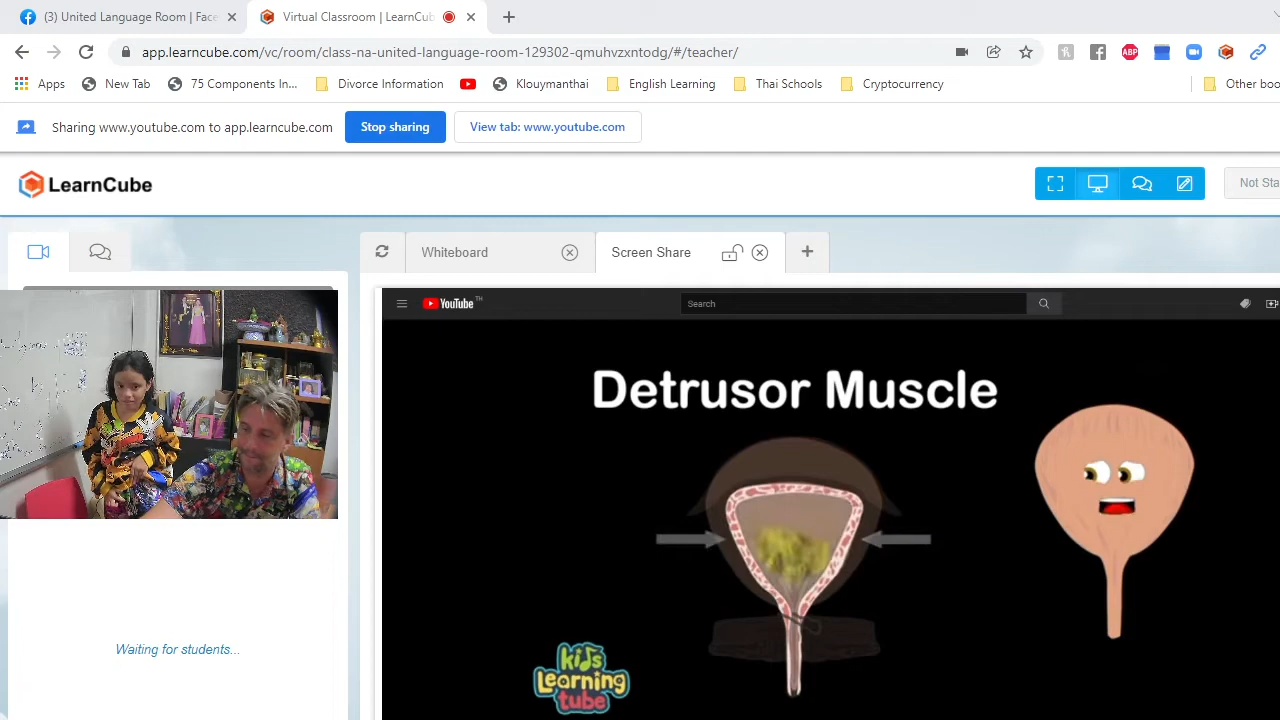 (3) United Language Room | Face
Virtual Classroom | LearnCub
app.learncube.com/vc/room/class-na-united-language-room-129302-qmuhvzxntodg/#/teacher/
ABP
Apps
New Tab
75 Components In...
Divorce Information
Klouymanthai
English Learning
Thai Schools
Cryptocurrency
Other boo
Sharing www.youtube.com to app.learncube.com
Stop sharing
View tab: www.youtube.com
LearnCube
Not Sta
Whiteboard
Screen Share
YouTube TH
Search
Detrusor Muscle
Waiting for students...
kids
Learning
tube